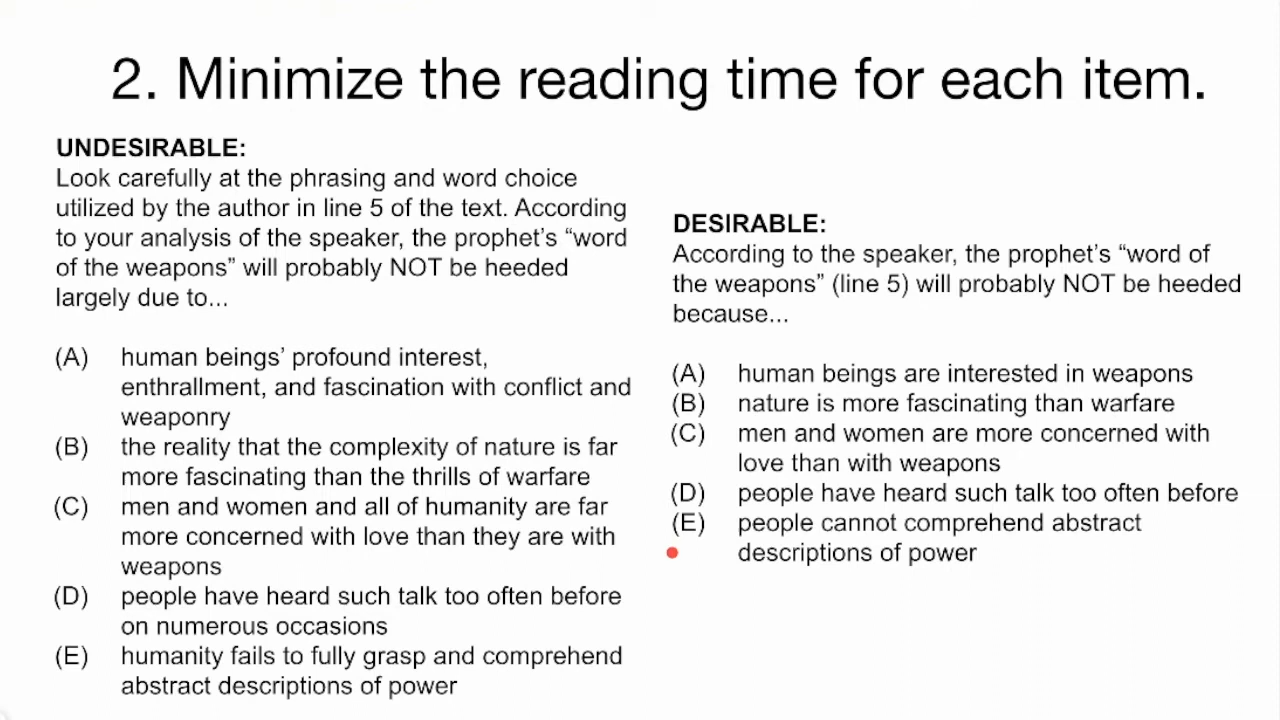 2. Minimize the reading time for each item.
UNDESIRABLE:
Look carefully at the phrasing and word choice
utilized by the author in line 5 of the text. According
to your analysis of the speaker, the prophet's “word
of the weapons” will probably NOT be heeded
largely due to...
(A) human beings’ profound interest,
enthrallment, and fascination with conflict and
weaponry
(B) the reality that the complexity of nature is far
more fascinating than the thrills of warfare
(C) men and women and all of humanity are far
more concerned with love than they are with
weapons
(D) people have heard such talk too often before
on numerous occasions
(E) humanity fails to fully grasp and comprehend
abstract descriptions of power
DESIRABLE:
According to the speaker, the prophet's “word of
the weapons” (line 5) will probably NOT be heeded
because...
(A) human beings are interested in weapons
(B) nature is more fascinating than warfare
(C) men and women are more concerned with
love than with weapons
(D) people have heard such talk too often before
(E) people cannot comprehend abstract
descriptions of power